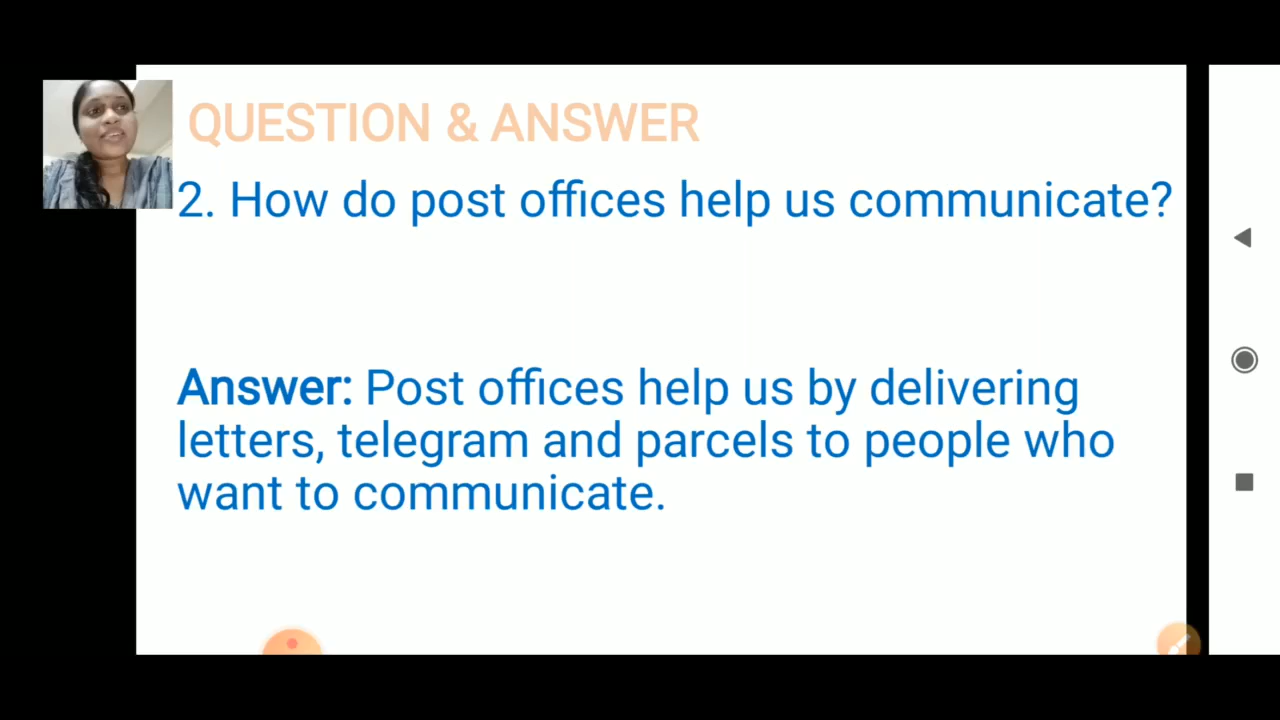 QUESTION & ANSWER
2. How do post offices help us communicate?
Answer: Post offices help us by delivering
letters, telegram and parcels to people who
want to communicate.